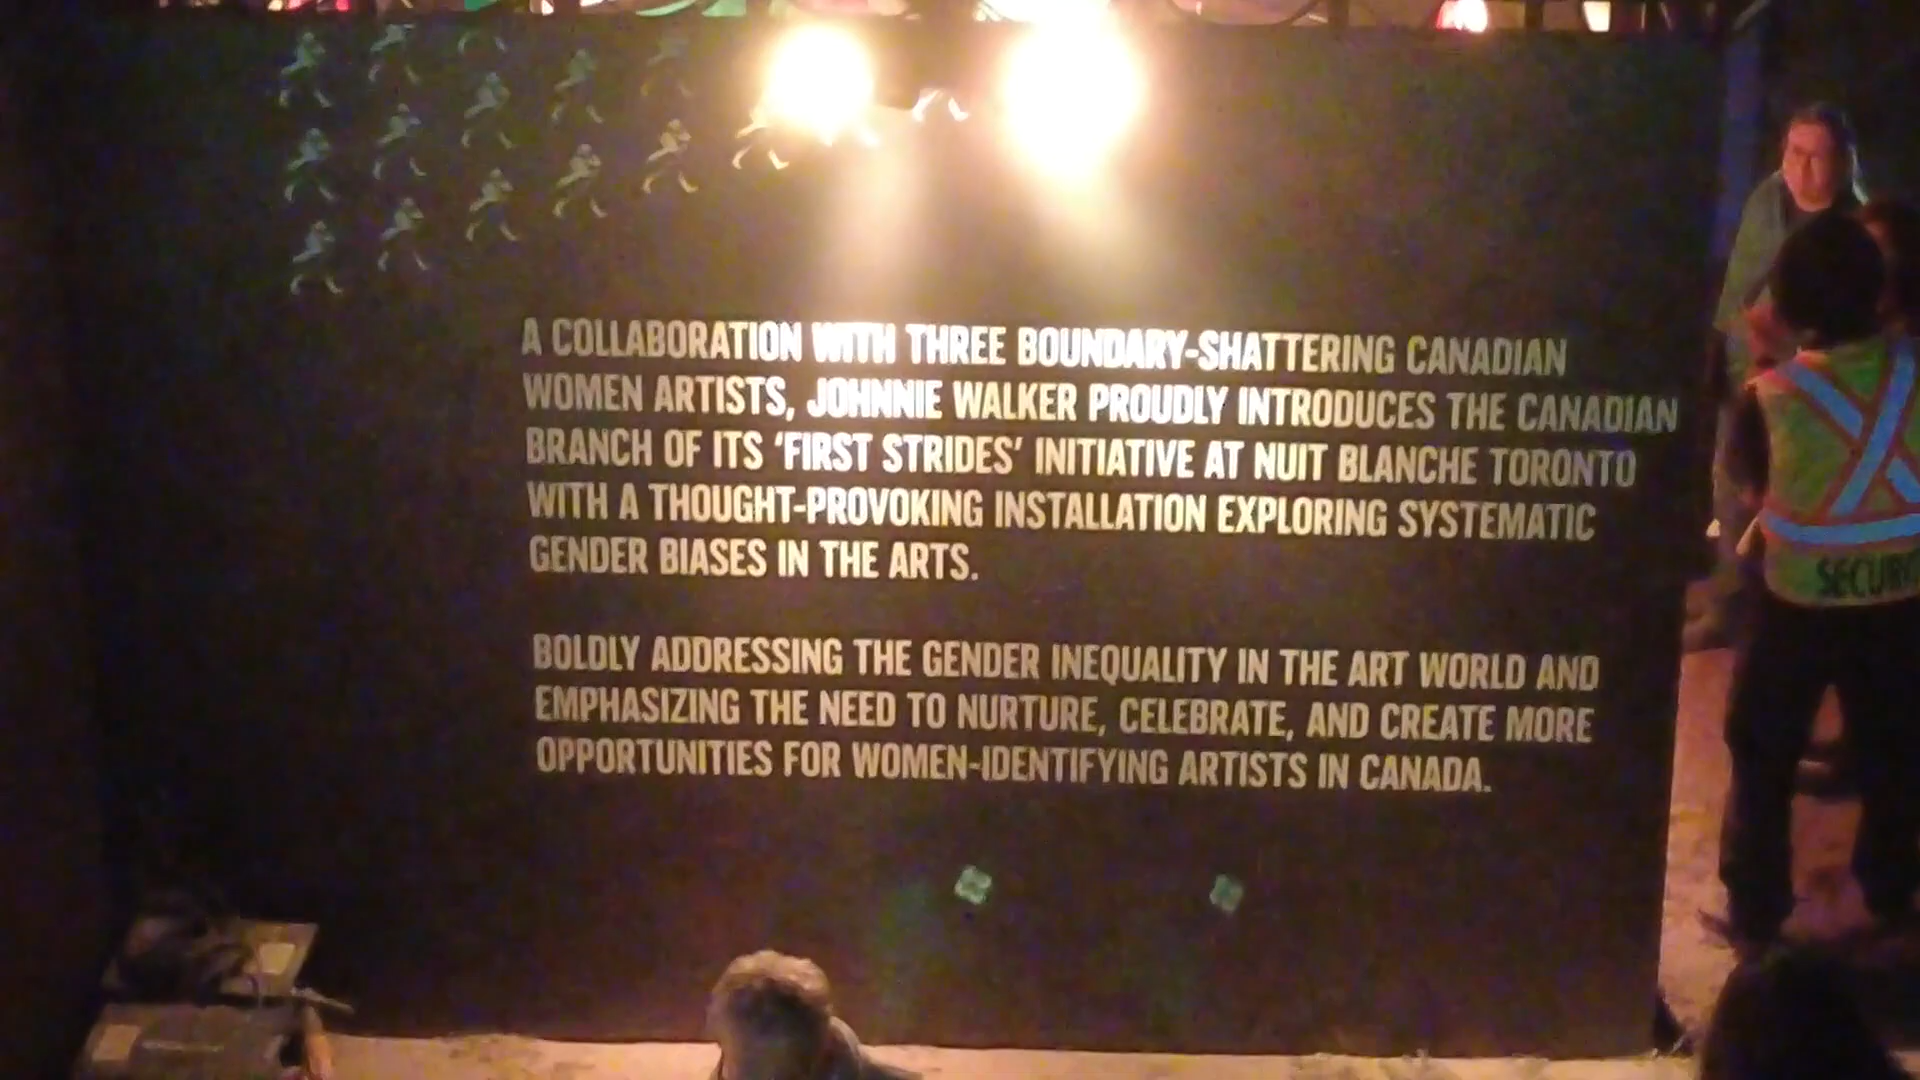 A COLLABORATION WITH THREE BOUNDARY-SHATTERING CANADIAN
WOMEN ARTISTS, JOHNNIE WALKER PROUDLY INTRODUCES THE CANADIAN
BRANCH OF ITS ‘FIRST STRIDES’ INITIATIVE AT NUIT BLANCHE TORONTO
WITH A THOUGHT-PROVOKING INSTALLATION EXPLORING SYSTEMATIC
GENDER BIASES IN THE ARTS.
BOLDLY ADDRESSING THE GENDER INEQUALITY IN THE ART WORLD AND
EMPHASIZING THE NEED TO NURTURE, CELEBRATE, AND CREATE MORE
OPPORTUNITIES FOR WOMEN-IDENTIFYING ARTISTS IN CANADA.